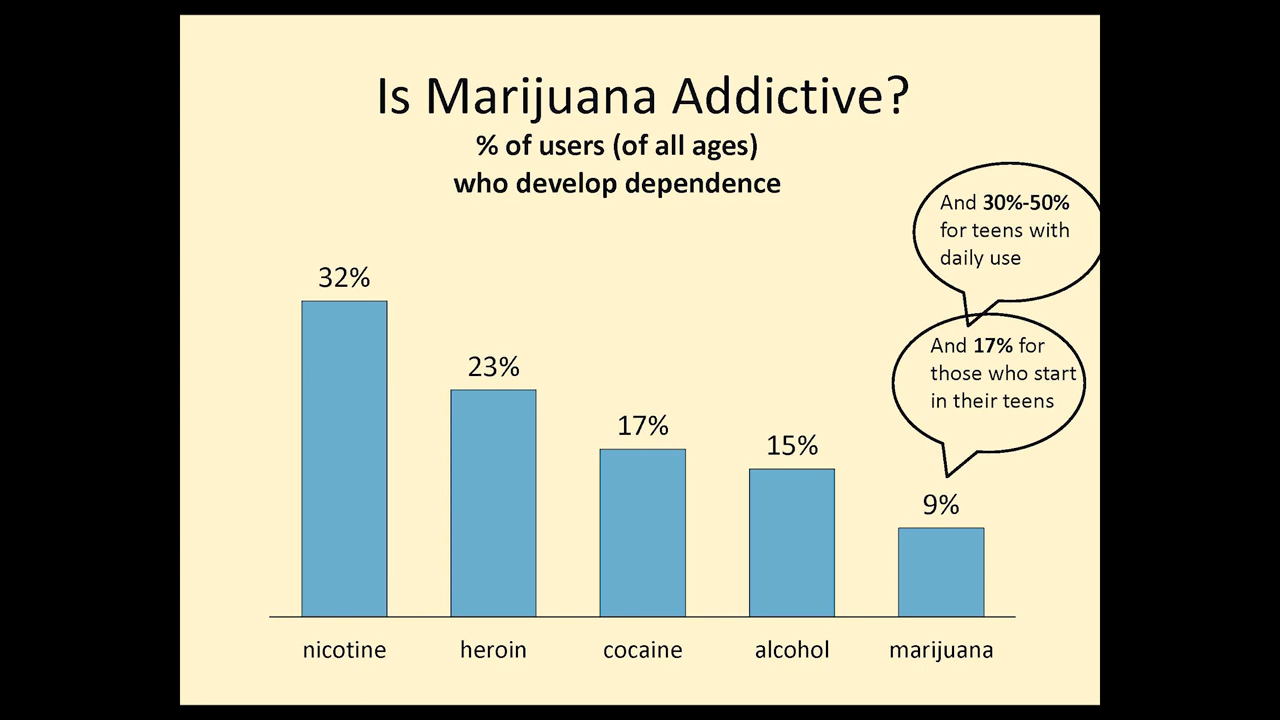 Is Marijuana Addictive?
% of users (of all ages)
who develop dependence
And 30%-50%
for teens with
daily use
And 17% for
those who start
in their teens
32%
23%
17%
15%
9%
nicotine
heroin
cocaine
alcohol
marijuana